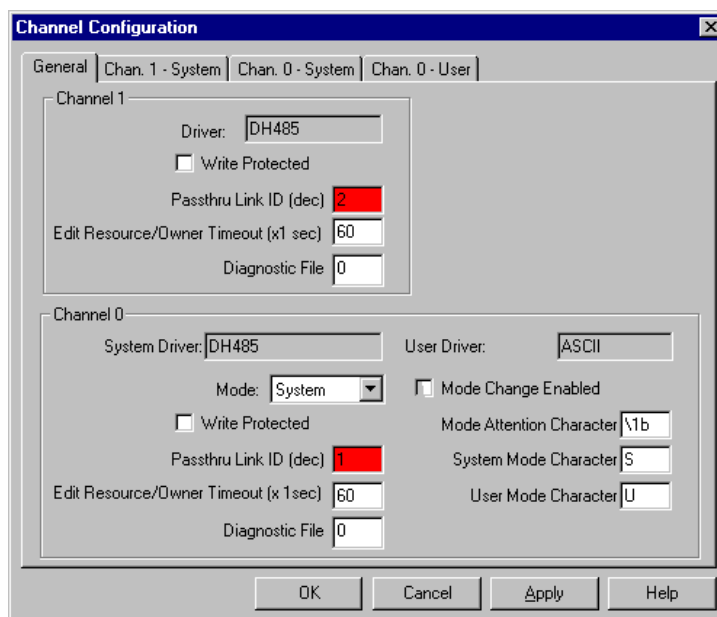 Channel Configuration
General Chan. 1 - System Chan. 0 - System Chan. 0 - User
Channel 1
Driver: DH485
Write Protected
Passthru Link ID (dec) 2
Edit Resource/Owner Timeout (x1 sec) 60
Diagnostic File 0
Channel 0
System Driver: DH485 User Driver: ASCII
Mode: System Mode Change Enabled
Write Protected Mode Attention Character \1b
Passthru Link ID (dec) 1 System Mode Character S
Edit Resource/Owner Timeout (x 1sec) 60 User Mode Character U
Diagnostic File 0
OK Cancel Apply Help